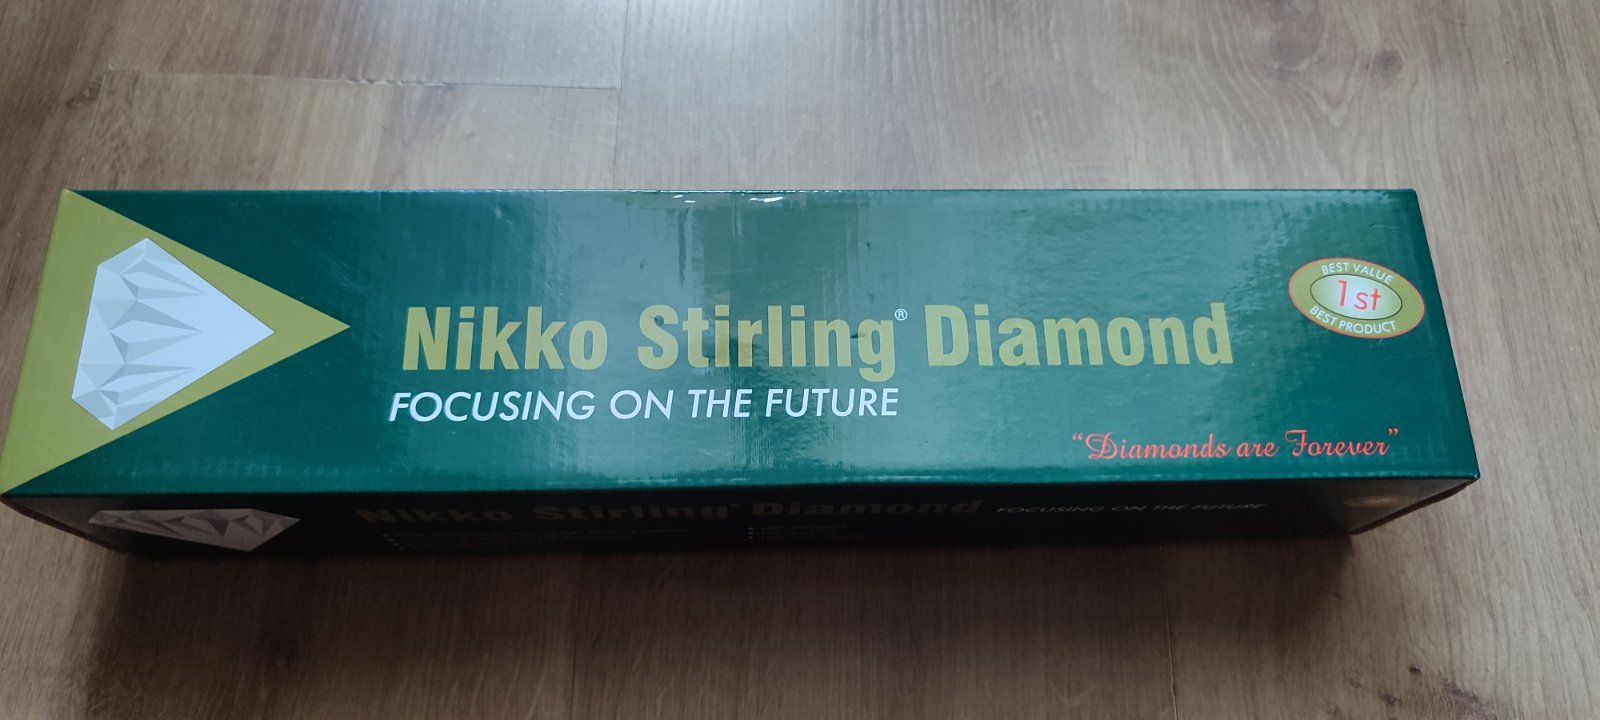 BEST VALUE
1st
BEST PRODUCT
Nikko Stirling® Diamond
FOCUSING ON THE FUTURE
"Diamonds are Forever"
Nikko Stirling® Diamond FOCUSING ON THE FUTURE